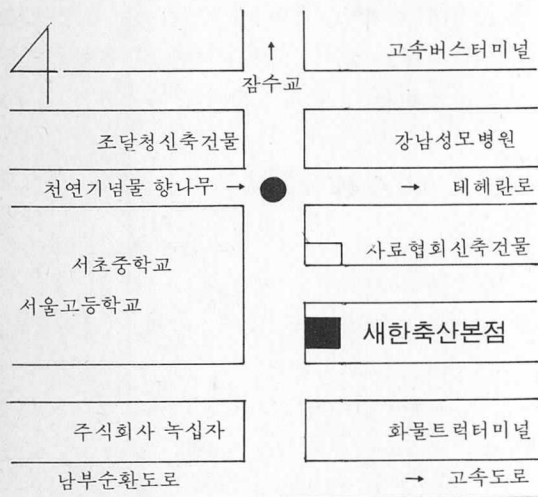 ↑ 고속버스터미널
잠수교
조달청신축건물 강남성모병원
천연기념물 향나무 → → 테헤란로
서초중학교 사료협회신축건물
서울고등학교
새한축산본점
주식회사 녹십자 화물트럭터미널
남부순환도로 → 고속도로